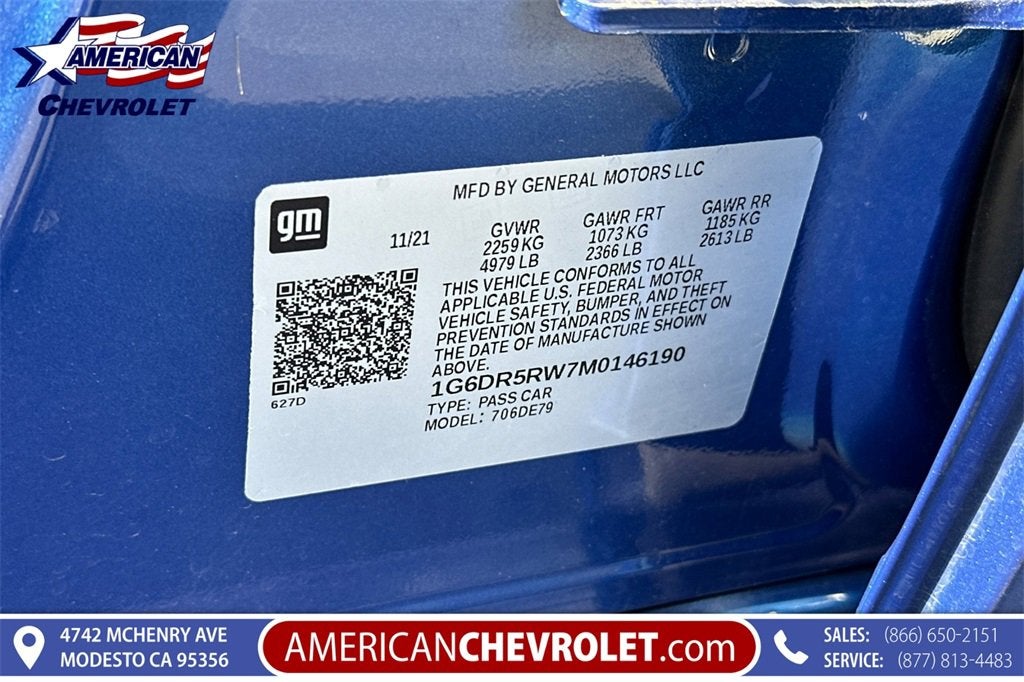 AMERICAN
CHEVROLET
MFD BY GENERAL MOTORS LLC
gm
11/21
GVWR
2259 KG
4979 LB
GAWR FRT
1073 KG
2366 LB
GAWR RR
1185 KG
2613 LB
THIS VEHICLE CONFORMS TO ALL
APPLICABLE U.S. FEDERAL MOTOR
VEHICLE SAFETY, BUMPER, AND THEFT
PREVENTION STANDARDS IN EFFECT ON
THE DATE OF MANUFACTURE SHOWN
ABOVE.
1G6DR5RW7M0146190
TYPE: PASS CAR
MODEL: 706DE79
627D
4742 MCHENRY AVE
MODESTO CA 95356
AMERICANCHEVROLET.com
SALES: (866) 650-2151
SERVICE: (877) 813-4483